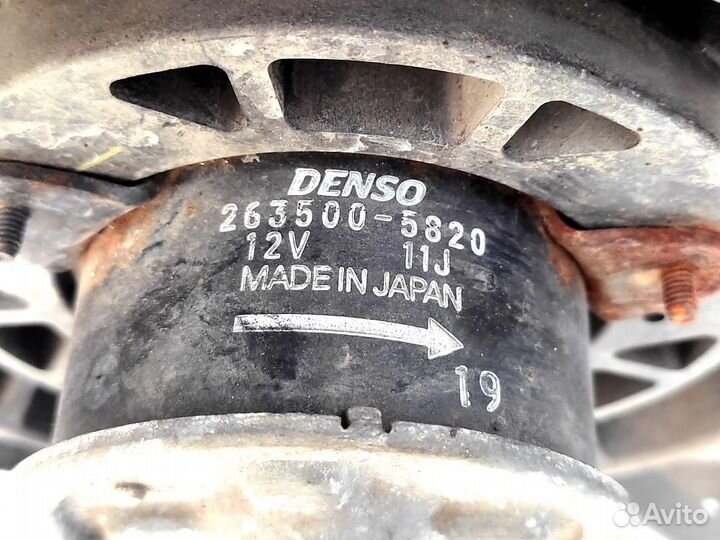 DENSO
263500-5820
12V 11J
MADE IN JAPAN
19
Avito